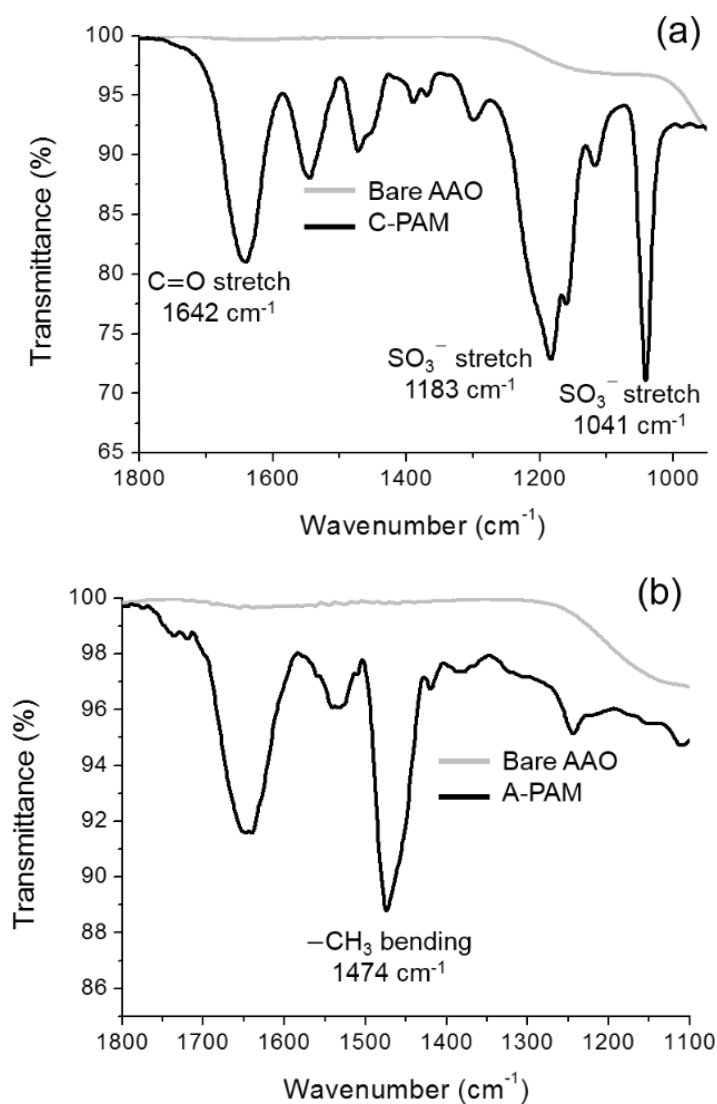 (a)
100
95
90
85
80
75
70
65
Transmittance (%)
Bare AAO
C-PAM
C=O stretch
1642 cm⁻¹
SO₃⁻ stretch
1183 cm⁻¹
SO₃⁻ stretch
1041 cm⁻¹
1800 1600 1400 1200 1000
Wavenumber (cm⁻¹)
(b)
100
98
96
94
92
90
88
86
Transmittance (%)
Bare AAO
A-PAM
−CH₃ bending
1474 cm⁻¹
1800 1700 1600 1500 1400 1300 1200 1100
Wavenumber (cm⁻¹)